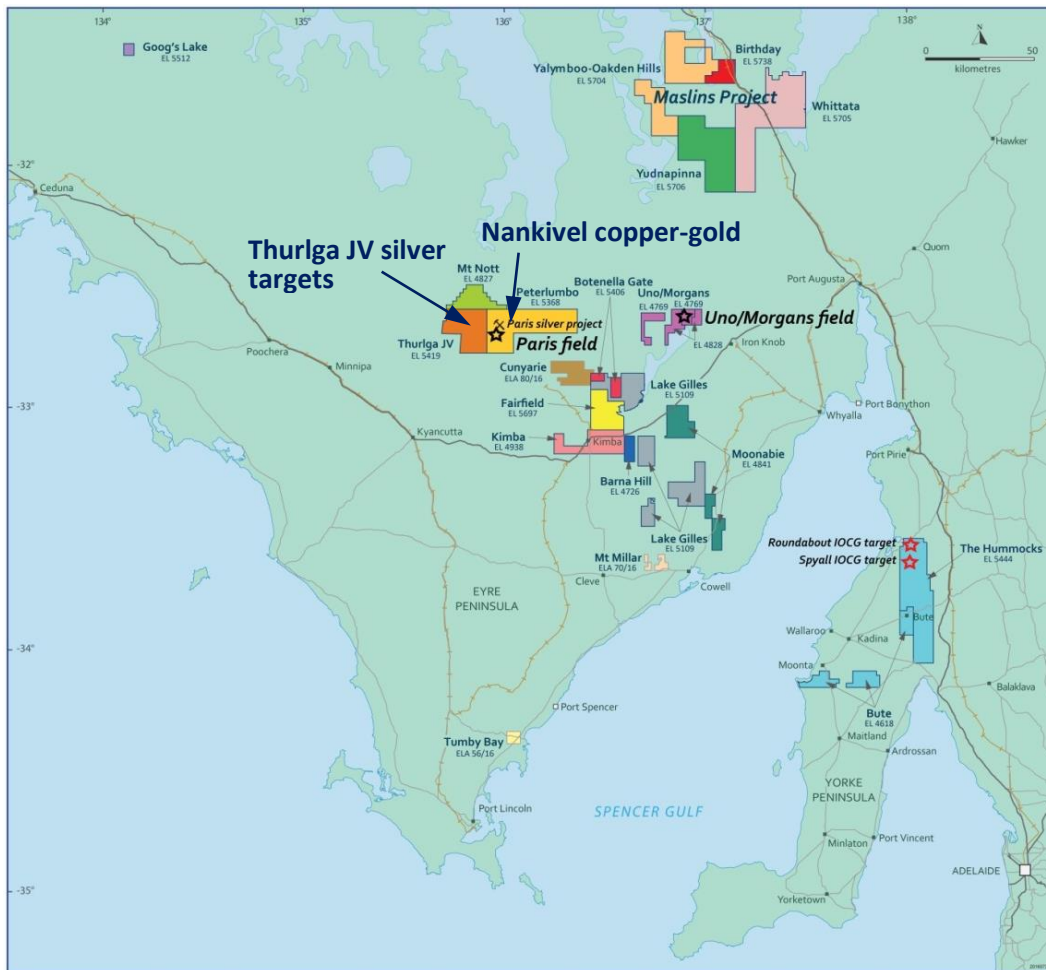 134°
135°
136°
137°
138°
Goog's Lake
EL 5512
Birthday
EL 5738
N
0
50
kilometres
Yalymboo-Oakden Hills
EL 5704
Maslins Project
Whittata
EL 5705
Hawker
-32°
Ceduna
Yudnapinna
EL 5706
Quorn
Thurlga JV silver
targets
Nankivel copper-gold
Mt Nott
EL 4827
Peterlumbo
EL 5368
Botenella Gate
EL 5406
Uno/Morgans
EL 4769
EL 4769
Port Augusta
Paris silver project
Paris field
Uno/Morgans field
EL 4828
Iron Knob
Thurlga JV
EL 5419
Poochera
Minnipa
Cunyarie
ELA 80/16
Lake Gilles
EL 5109
-33°
Fairfield
EL 5697
Whyalla
Port Bonython
Kyancutta
Kimba
EL 4938
Kimba
Moonabie
EL 4841
Port Pirie
Barna Hill
EL 4726
Lake Gilles
EL 5109
Roundabout IOCG target
Spyall IOCG target
The Hummocks
EL 5444
Mt Millar
ELA 70/16
Cleve
Cowell
EYRE
PENINSULA
Bute
Wallaroo
Kadina
-34°
Moonta
Balaklava
Port Spencer
Bute
EL 4618
Maitland
Ardrossan
Tumby Bay
ELA 56/16
YORKE
PENINSULA
Port Lincoln
SPENCER GULF
Minlaton
Port Vincent
ADELAIDE
-35°
Yorketown